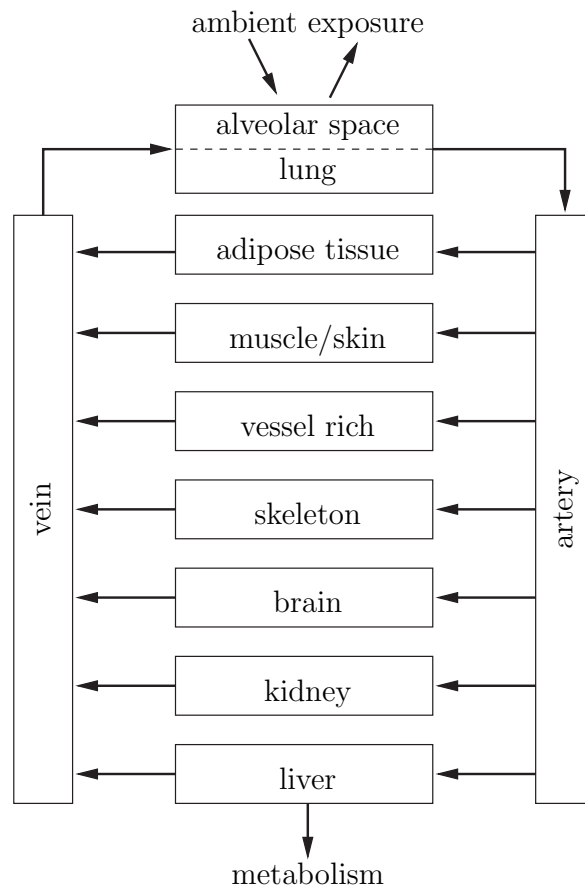 ambient exposure
alveolar space
lung
adipose tissue
muscle/skin
vessel rich
skeleton
brain
kidney
liver
metabolism
vein
artery